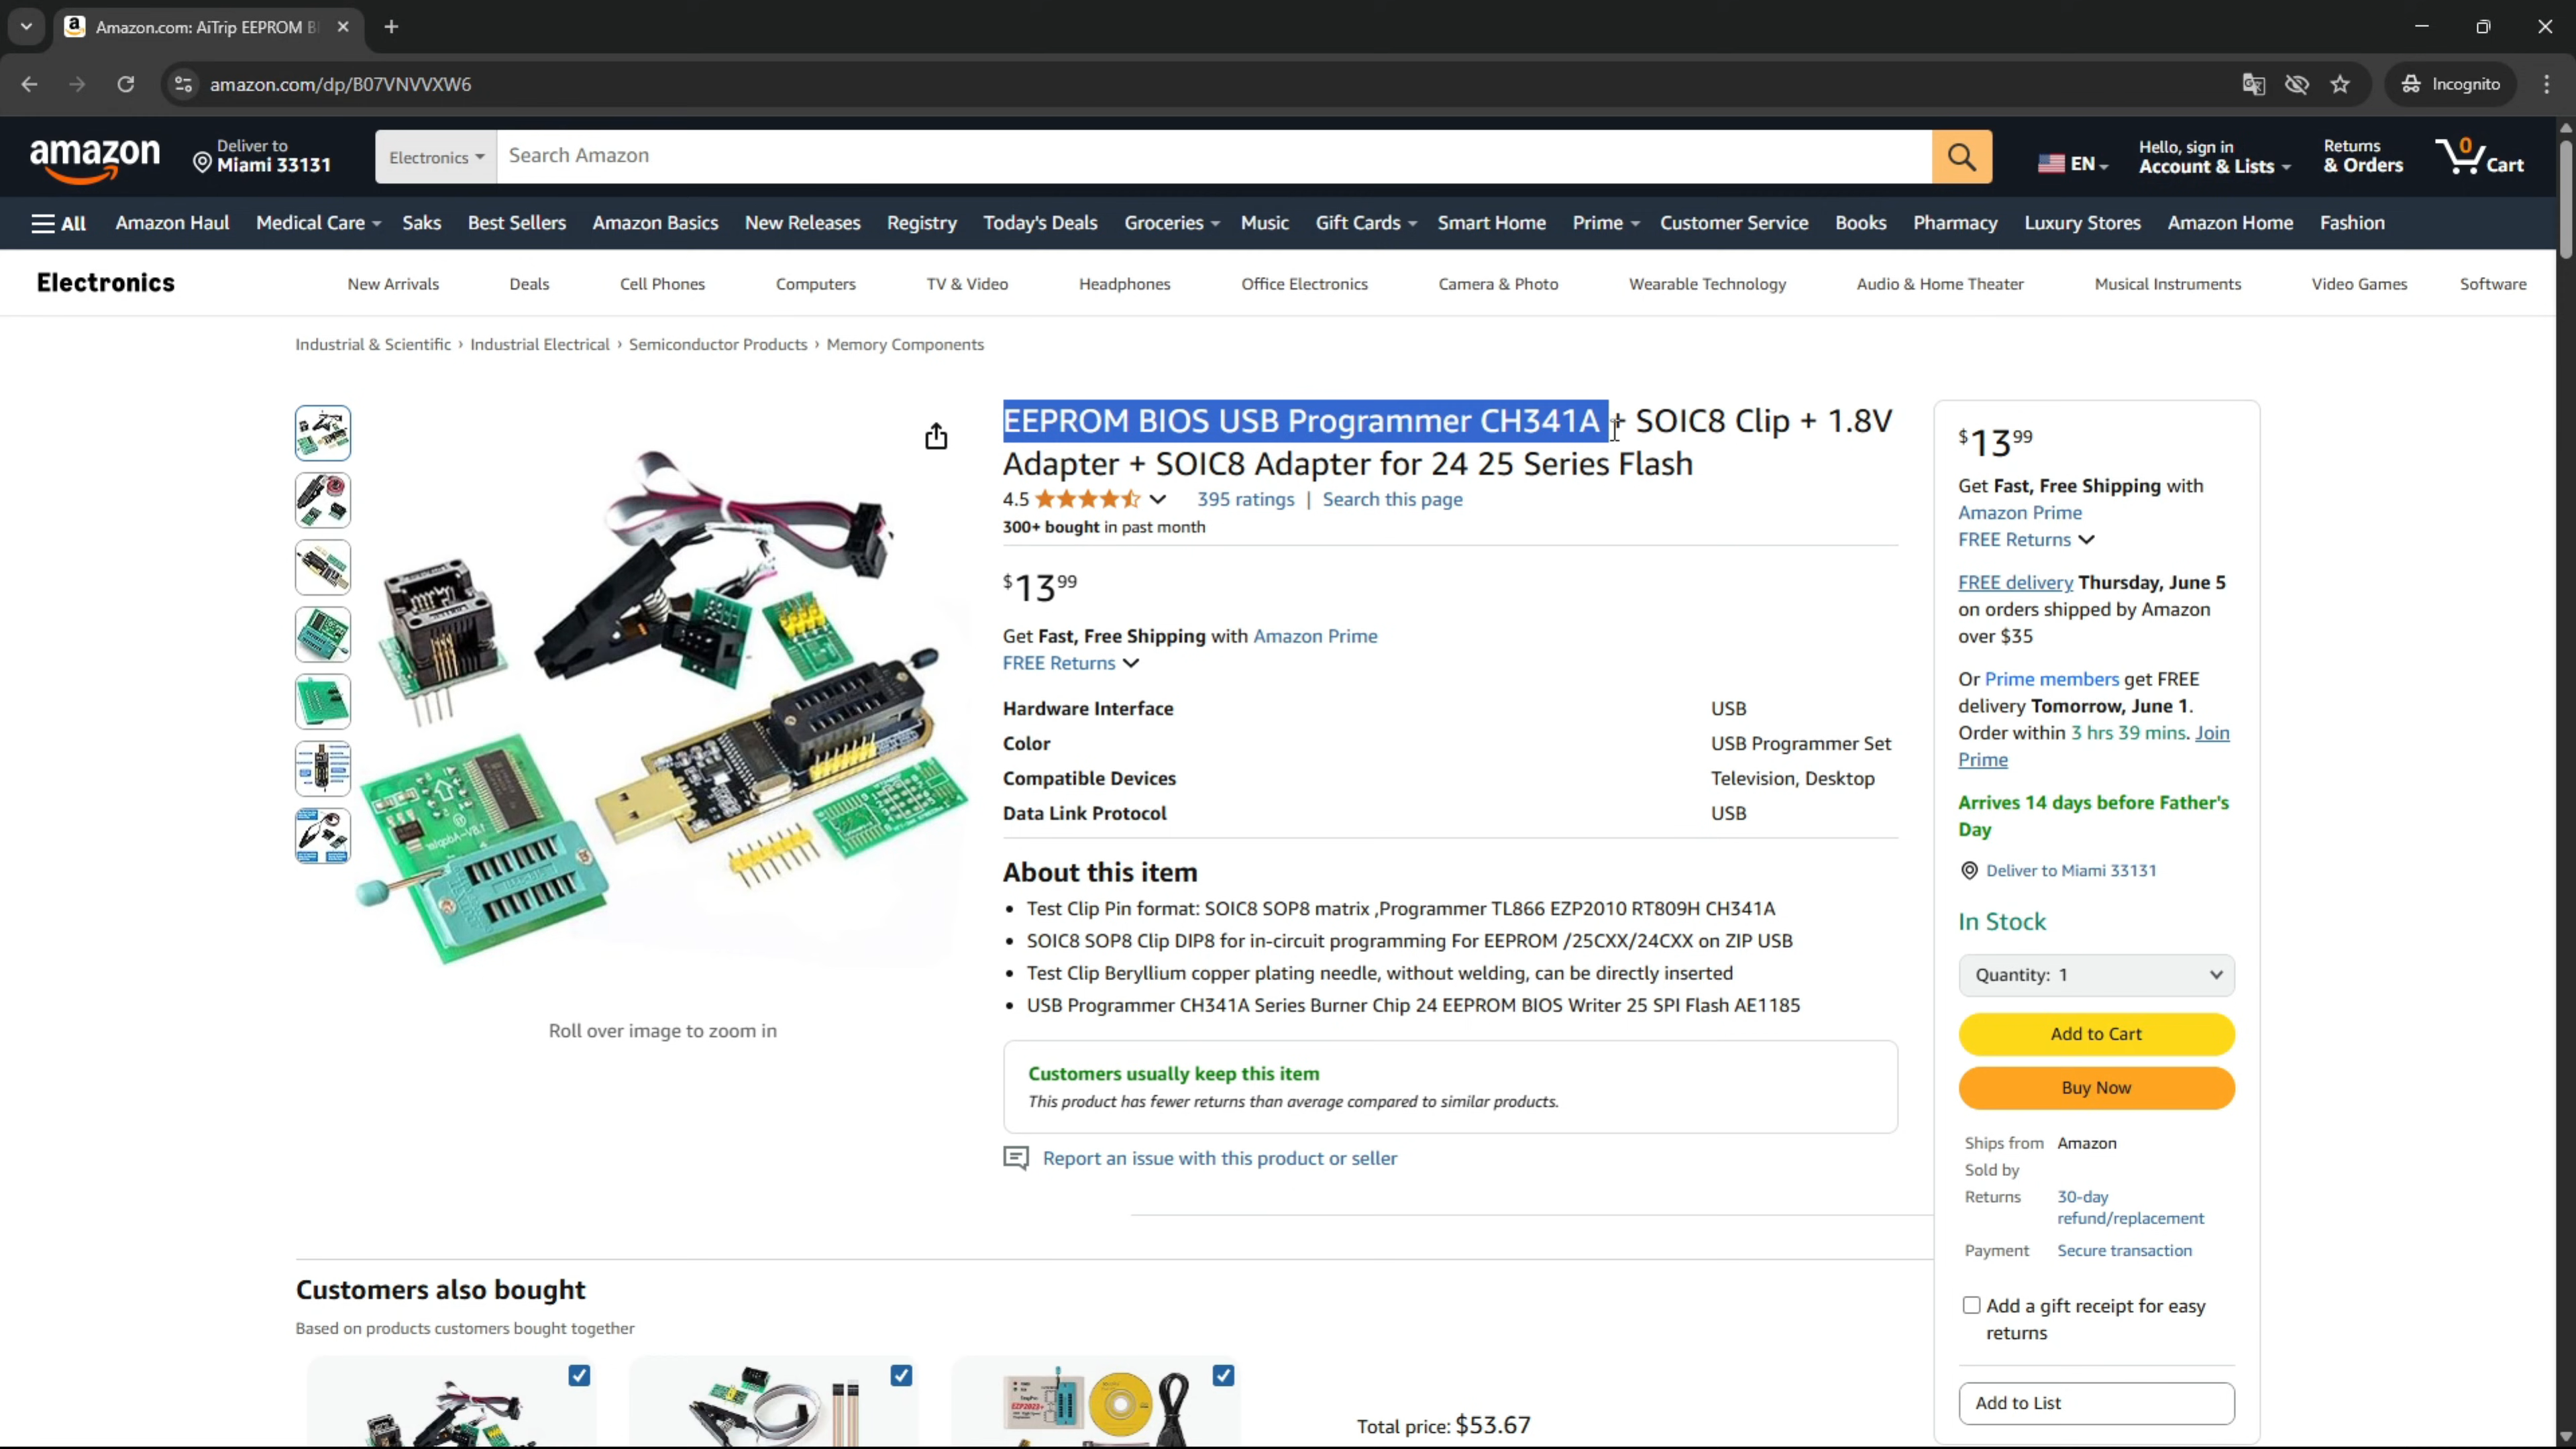 Amazon.com: AiTrip EEPROM B
amazon.com/dp/B07VNVVXW6
Incognito
amazon
Deliver to
Miami 33131
Electronics
Search Amazon
EN
Hello, sign in
Account & Lists
Returns
& Orders
0
Cart
All
Amazon Haul
Medical Care
Saks
Best Sellers
Amazon Basics
New Releases
Registry
Today's Deals
Groceries
Music
Gift Cards
Smart Home
Prime
Customer Service
Books
Pharmacy
Luxury Stores
Amazon Home
Fashion
Electronics
New Arrivals
Deals
Cell Phones
Computers
TV & Video
Headphones
Office Electronics
Camera & Photo
Wearable Technology
Audio & Home Theater
Musical Instruments
Video Games
Software
Industrial & Scientific › Industrial Electrical › Semiconductor Products › Memory Components
EEPROM BIOS USB Programmer CH341A + SOIC8 Clip + 1.8V
Adapter + SOIC8 Adapter for 24 25 Series Flash
4.5
395 ratings | Search this page
300+ bought in past month
$13.99
Get Fast, Free Shipping with Amazon Prime
FREE Returns
Hardware Interface USB
Color USB Programmer Set
Compatible Devices Television, Desktop
Data Link Protocol USB
About this item
• Test Clip Pin format: SOIC8 SOP8 matrix ,Programmer TL866 EZP2010 RT809H CH341A
• SOIC8 SOP8 Clip DIP8 for in-circuit programming For EEPROM /25CXX/24CXX on ZIP USB
• Test Clip Beryllium copper plating needle, without welding, can be directly inserted
• USB Programmer CH341A Series Burner Chip 24 EEPROM BIOS Writer 25 SPI Flash AE1185
Customers usually keep this item
This product has fewer returns than average compared to similar products.
Report an issue with this product or seller
Roll over image to zoom in
$13.99
Get Fast, Free Shipping with
Amazon Prime
FREE Returns
FREE delivery Thursday, June 5
on orders shipped by Amazon
over $35
Or Prime members get FREE
delivery Tomorrow, June 1.
Order within 3 hrs 39 mins. Join
Prime
Arrives 14 days before Father's
Day
Deliver to Miami 33131
In Stock
Quantity: 1
Add to Cart
Buy Now
Ships from Amazon
Sold by
Returns 30-day
refund/replacement
Payment Secure transaction
Add a gift receipt for easy
returns
Add to List
Customers also bought
Based on products customers bought together
Total price: $53.67